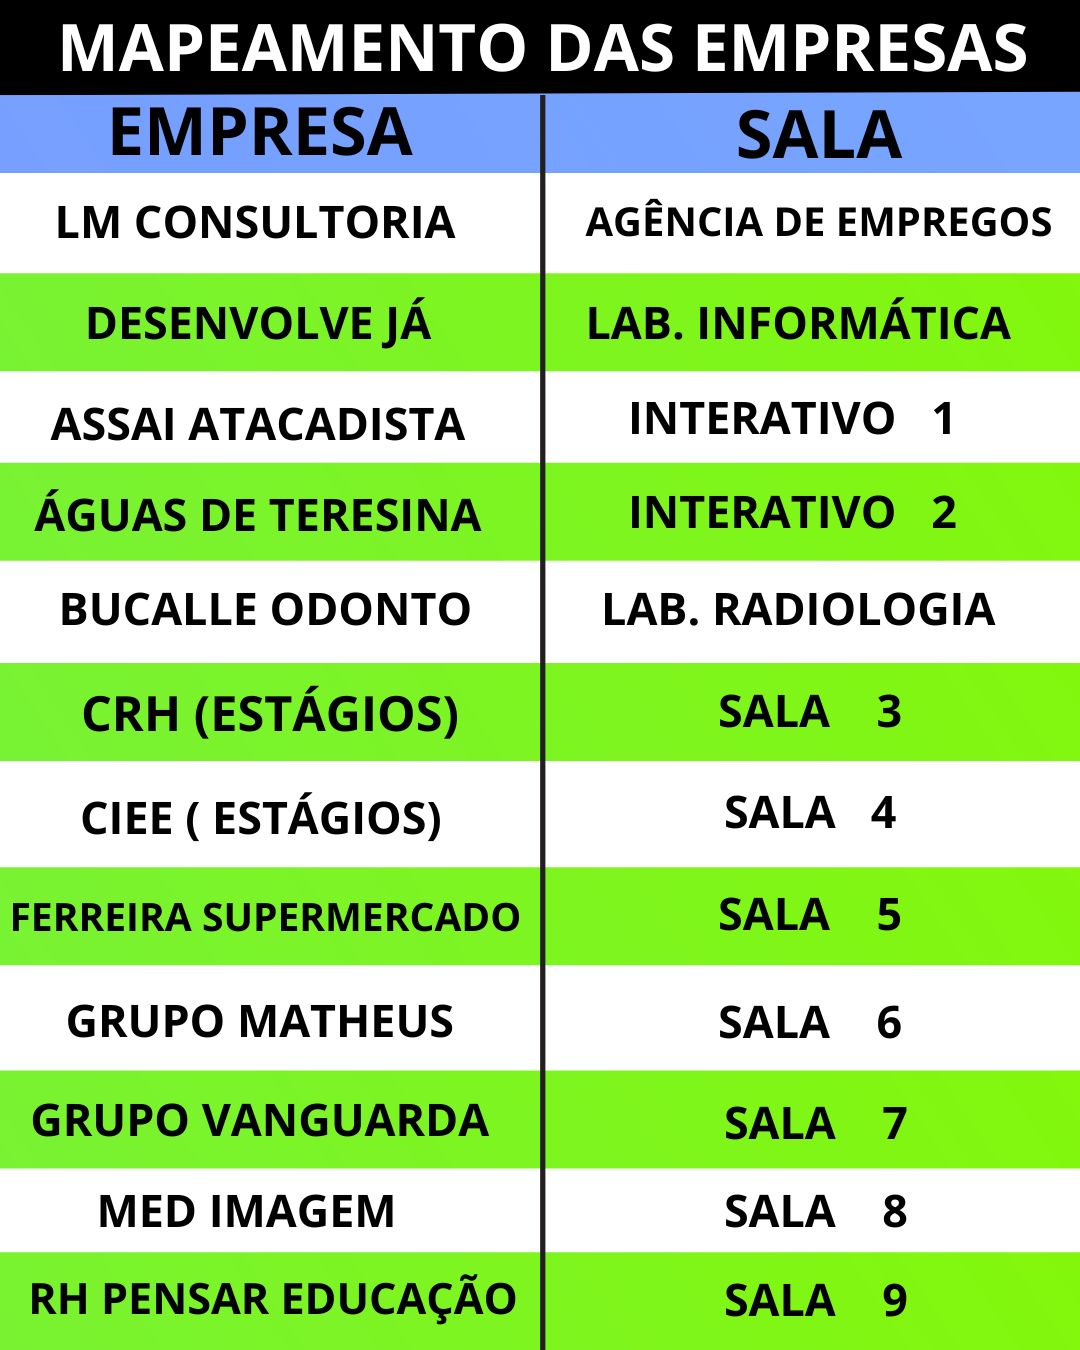 MAPEAMENTO DAS EMPRESAS
EMPRESA SALA
LM CONSULTORIA AGÊNCIA DE EMPREGOS
DESENVOLVE JÁ LAB. INFORMÁTICA
ASSAI ATACADISTA INTERATIVO 1
ÁGUAS DE TERESINA INTERATIVO 2
BUCALLE ODONTO LAB. RADIOLOGIA
CRH (ESTÁGIOS) SALA 3
CIEE ( ESTÁGIOS) SALA 4
FERREIRA SUPERMERCADO SALA 5
GRUPO MATHEUS SALA 6
GRUPO VANGUARDA SALA 7
MED IMAGEM SALA 8
RH PENSAR EDUCAÇÃO SALA 9